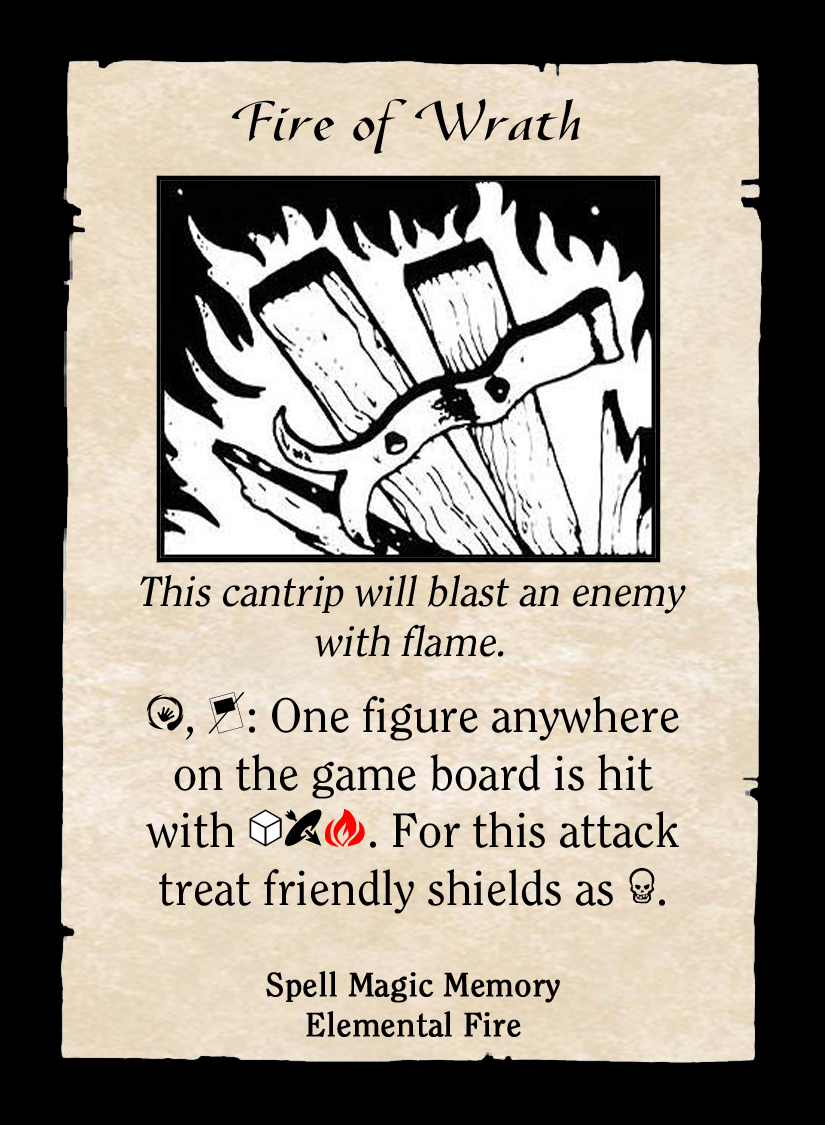 Fire of Wrath
This cantrip will blast an enemy
with flame.
, : One figure anywhere
on the game board is hit
with . For this attack
treat friendly shields as .
Spell Magic Memory
Elemental Fire